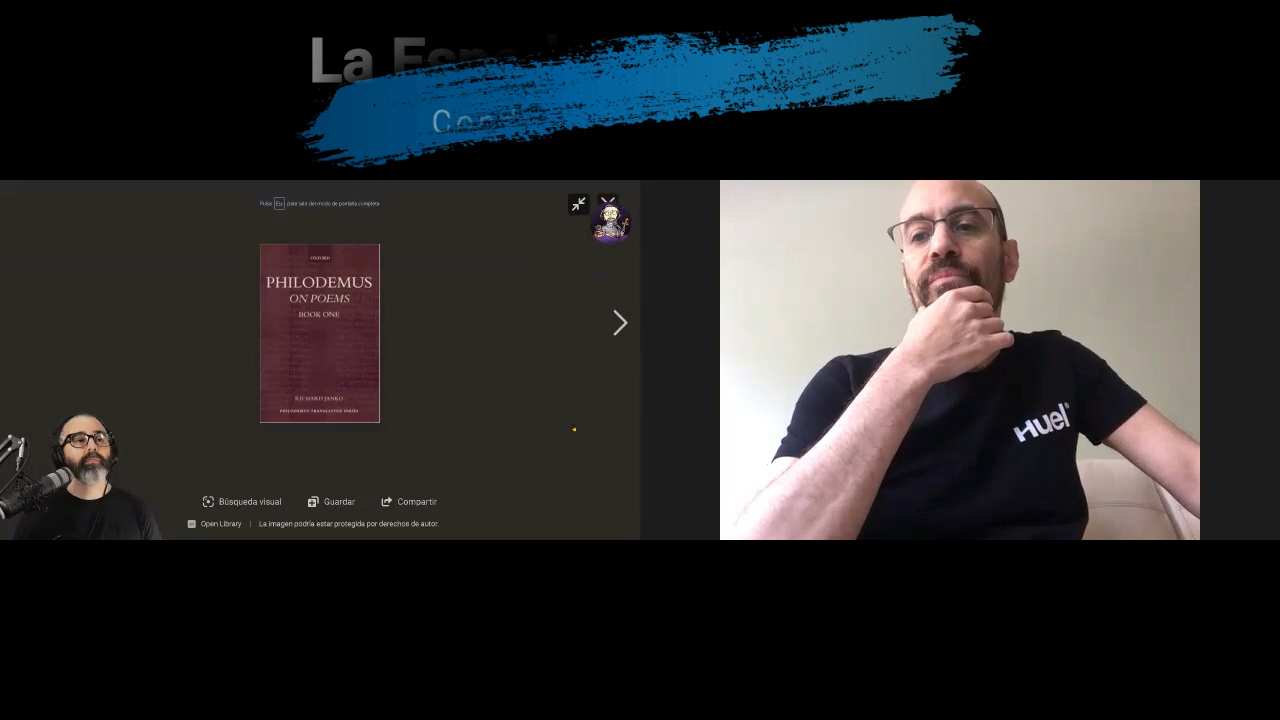 La Esp
Con
Pulsa Esc para salir del modo de pantalla completa
OXFORD
PHILODEMUS
ON POEMS
BOOK ONE
RICHARD JANKO
PHILODEMUS TRANSLATION SERIES
Huel
Búsqueda visual
Guardar
Compartir
Open Library | La imagen podría estar protegida por derechos de autor.